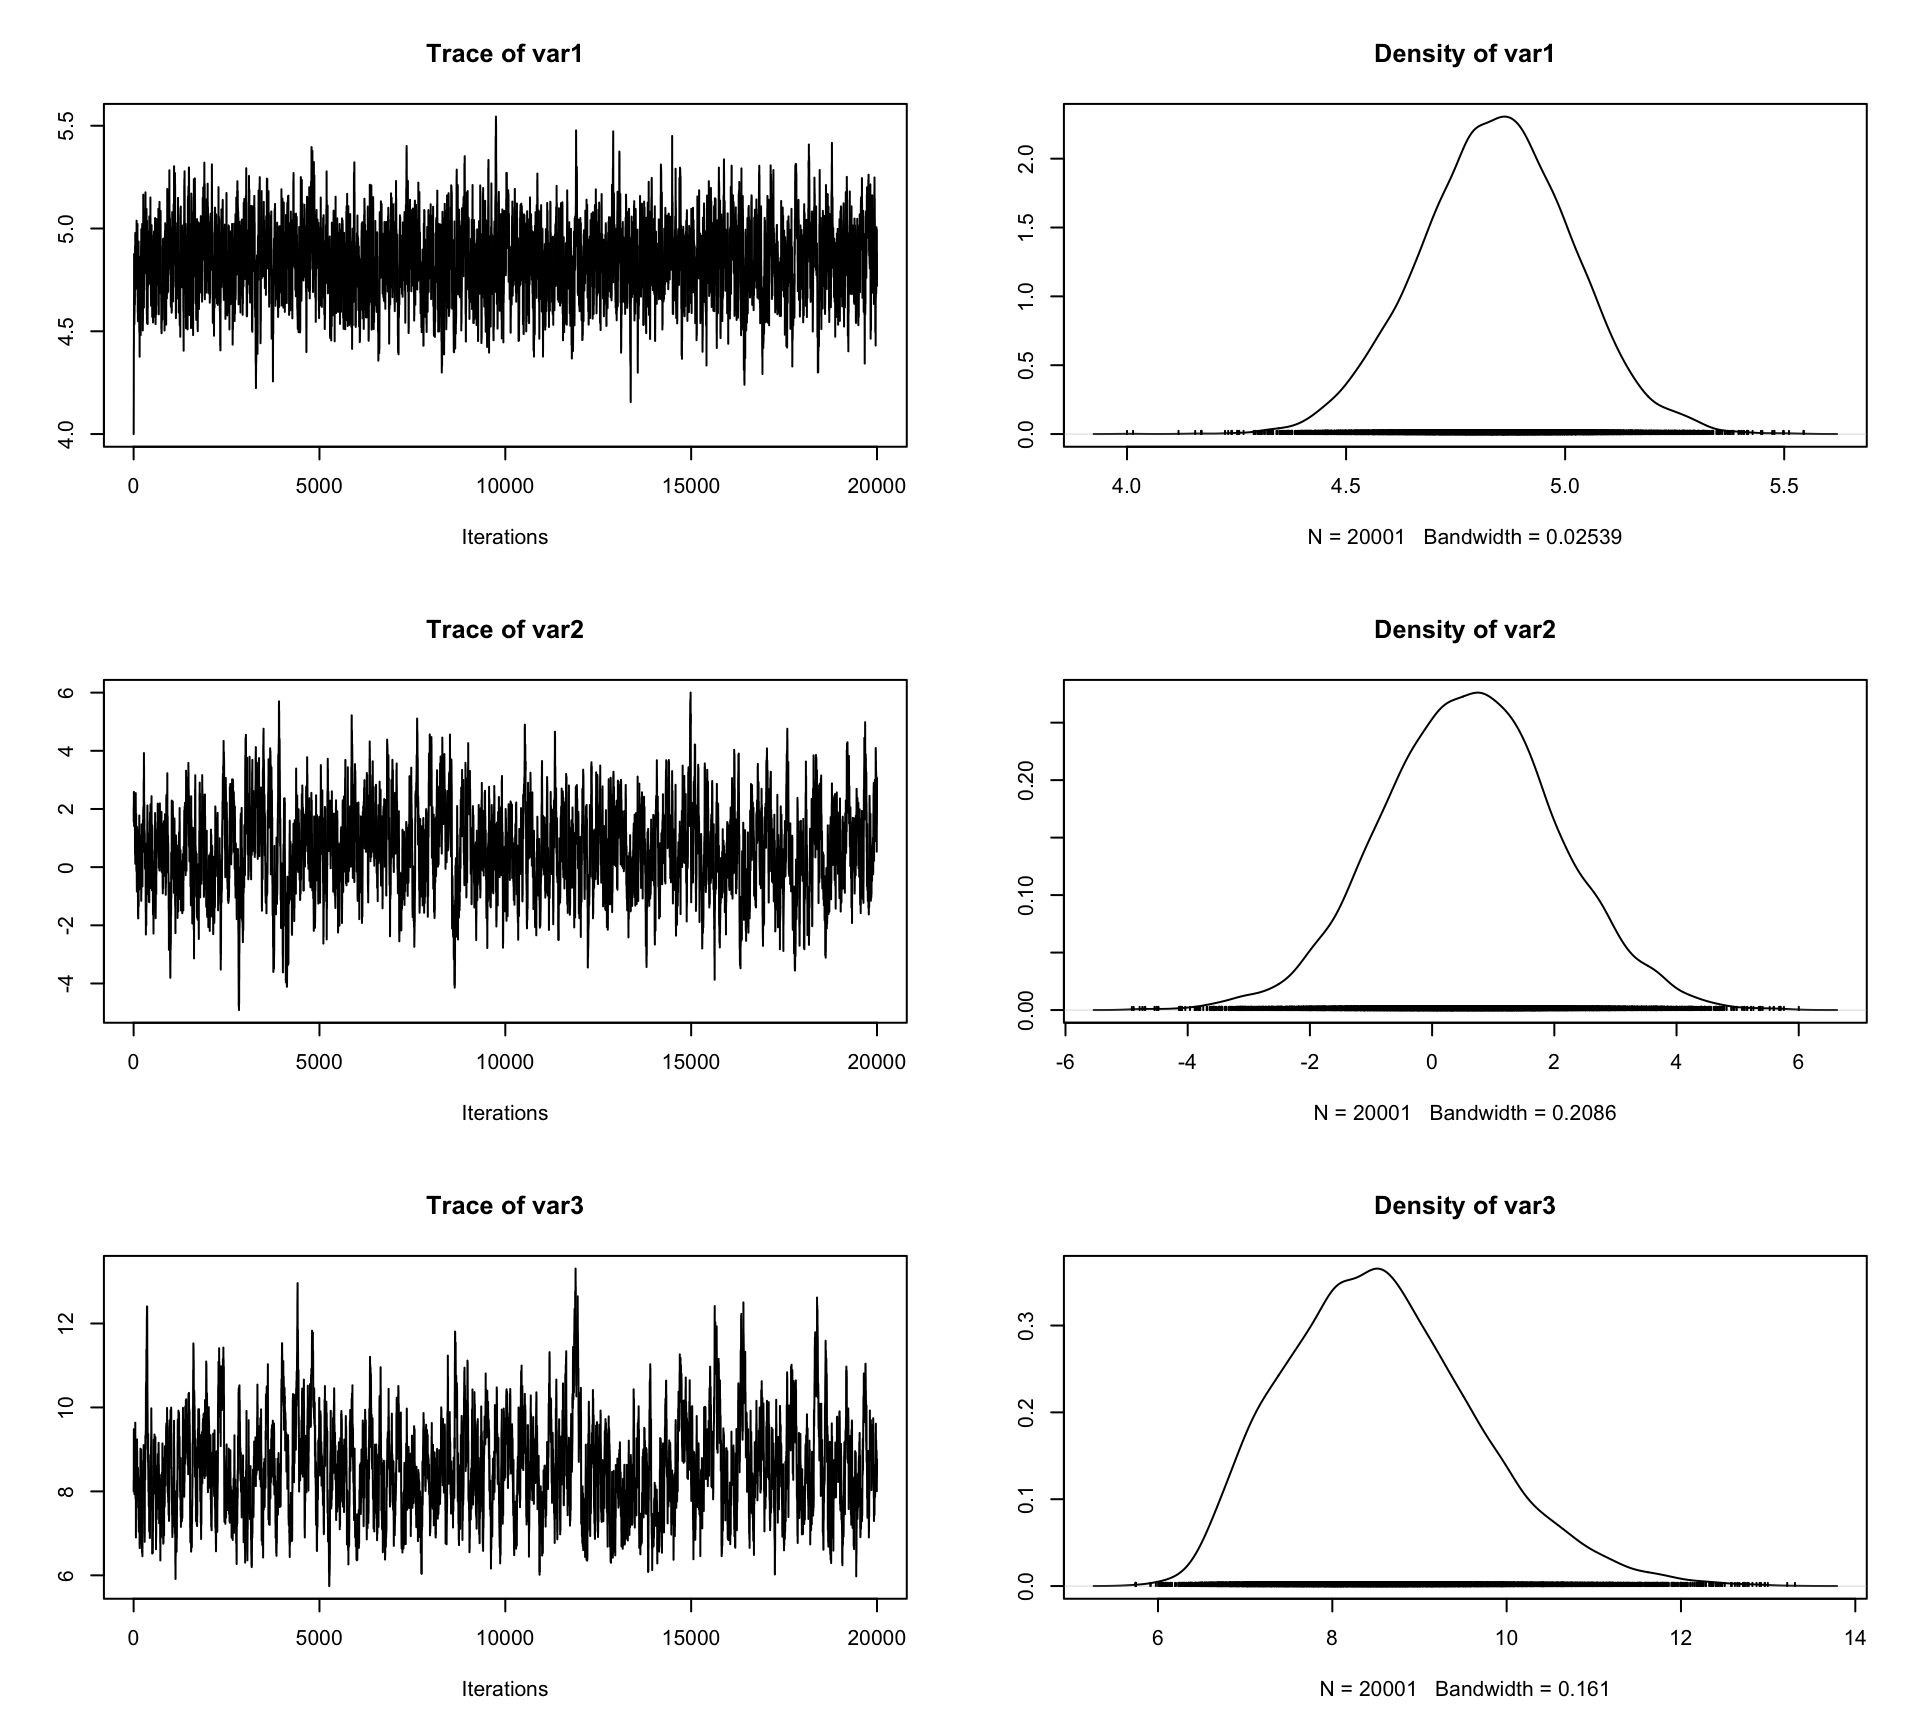 Trace of var1
5.5
5.0
4.5
4.0
0 5000 10000 15000 20000
Iterations
Density of var1
2.0
1.5
1.0
0.5
0.0
4.0 4.5 5.0 5.5
N = 20001 Bandwidth = 0.02539
Trace of var2
6
4
2
0
-2
-4
0 5000 10000 15000 20000
Iterations
Density of var2
0.20
0.10
0.00
-6 -4 -2 0 2 4 6
N = 20001 Bandwidth = 0.2086
Trace of var3
12
10
8
6
0 5000 10000 15000 20000
Iterations
Density of var3
0.3
0.2
0.1
0.0
6 8 10 12 14
N = 20001 Bandwidth = 0.161